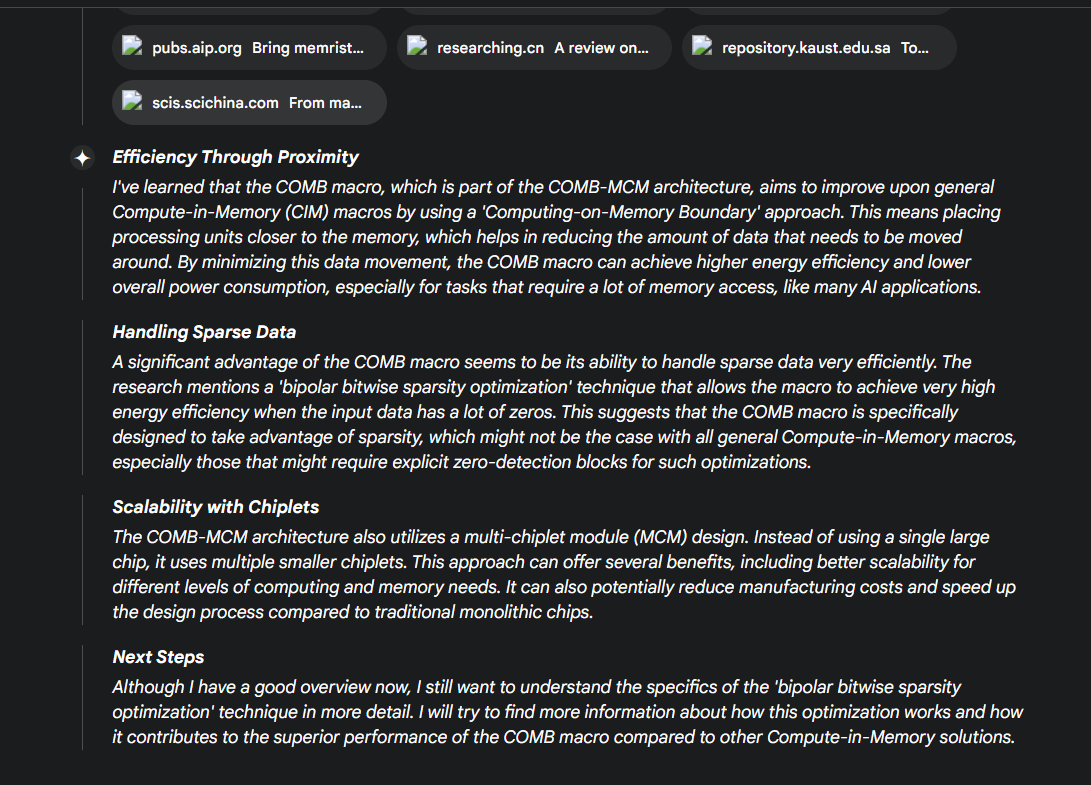 pubs.aip.org Bring memrist...
researching.cn A review on...
repository.kaust.edu.sa To...
scis.scichina.com From ma...
Efficiency Through Proximity
I've learned that the COMB macro, which is part of the COMB-MCM architecture, aims to improve upon general
Compute-in-Memory (CIM) macros by using a 'Computing-on-Memory Boundary' approach. This means placing
processing units closer to the memory, which helps in reducing the amount of data that needs to be moved
around. By minimizing this data movement, the COMB macro can achieve higher energy efficiency and lower
overall power consumption, especially for tasks that require a lot of memory access, like many AI applications.
Handling Sparse Data
A significant advantage of the COMB macro seems to be its ability to handle sparse data very efficiently. The
research mentions a 'bipolar bitwise sparsity optimization' technique that allows the macro to achieve very high
energy efficiency when the input data has a lot of zeros. This suggests that the COMB macro is specifically
designed to take advantage of sparsity, which might not be the case with all general Compute-in-Memory macros,
especially those that might require explicit zero-detection blocks for such optimizations.
Scalability with Chiplets
The COMB-MCM architecture also utilizes a multi-chiplet module (MCM) design. Instead of using a single large
chip, it uses multiple smaller chiplets. This approach can offer several benefits, including better scalability for
different levels of computing and memory needs. It can also potentially reduce manufacturing costs and speed up
the design process compared to traditional monolithic chips.
Next Steps
Although I have a good overview now, I still want to understand the specifics of the 'bipolar bitwise sparsity
optimization' technique in more detail. I will try to find more information about how this optimization works and how
it contributes to the superior performance of the COMB macro compared to other Compute-in-Memory solutions.